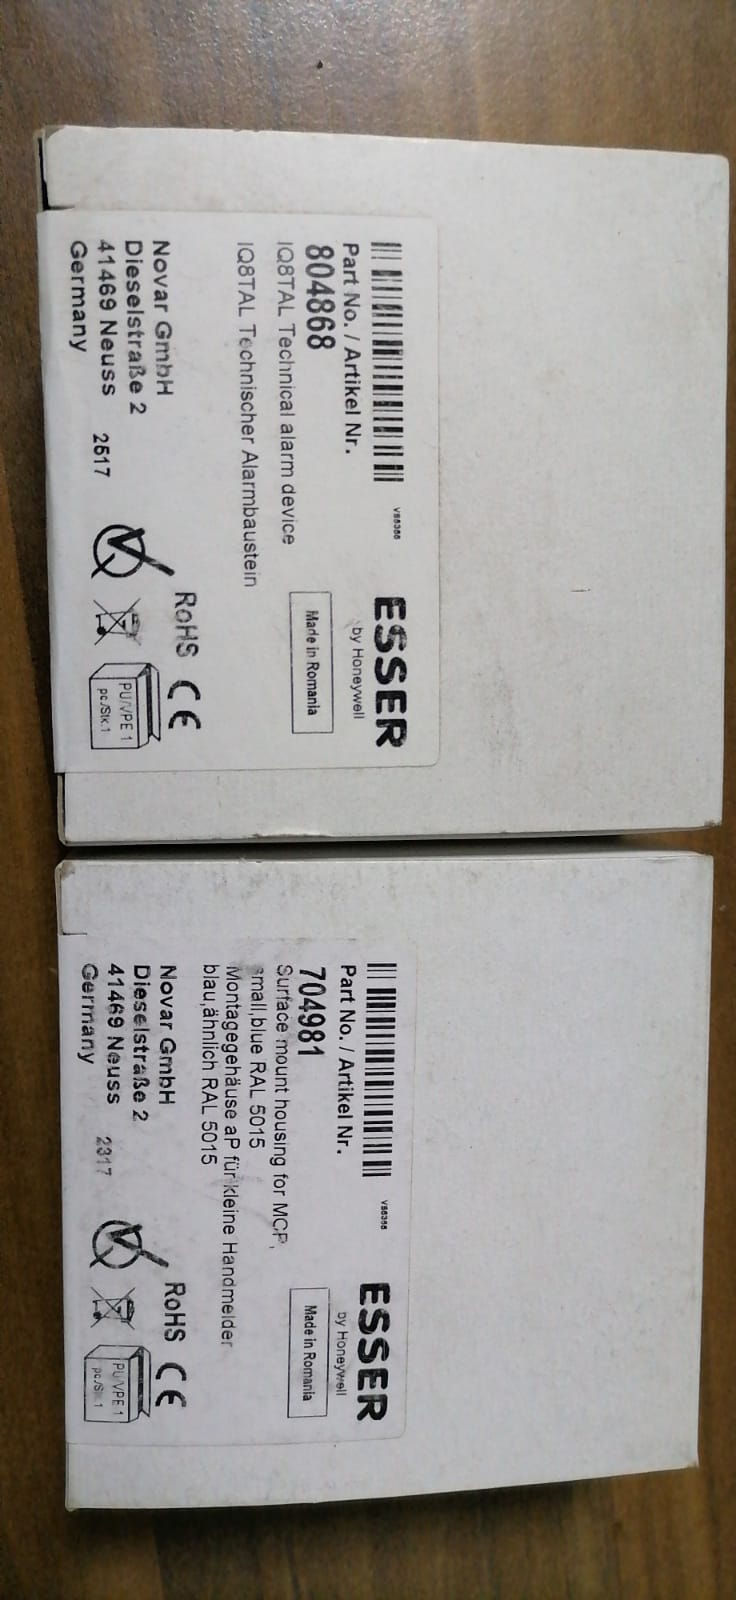 Part No. / Artikel Nr.
804868
IQ8TAL Technical alarm device
IQ8TAL Technischer Alarmbaustein
VS6366
ESSER
by Honeywell
Made in Romania
Novar GmbH
Dieselstraße 2
41469 Neuss
Germany
2517
RoHS CE
PU/VPE 1
pc./Stk.1
Part No. / Artikel Nr.
704981
Surface mount housing for MCP,
small,blue RAL 5015
Montagegehäuse aP für kleine Handmelder
blau,ähnlich RAL 5015
VS6366
ESSER
by Honeywell
Made in Romania
Novar GmbH
Dieselstraße 2
41469 Neuss
Germany
2317
RoHS CE
PU/VPE 1
pc./Stk.1